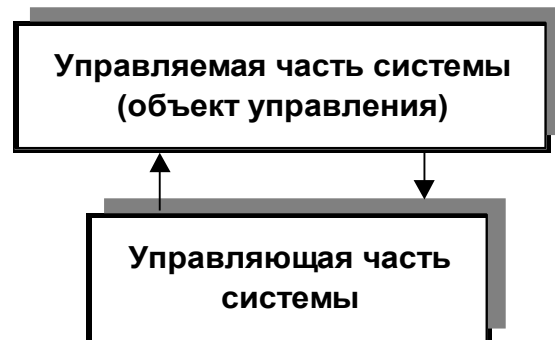 Управляемая часть системы
(объект управления)
Управляющая часть
системы